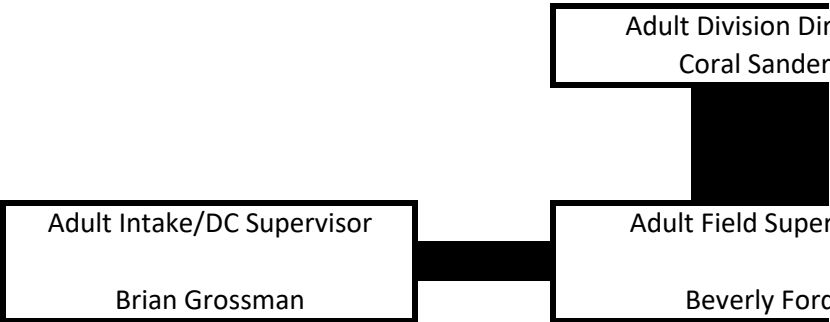 Adult Division Dir
Coral Sander
Adult Intake/DC Supervisor
Brian Grossman
Adult Field Super
Beverly Ford